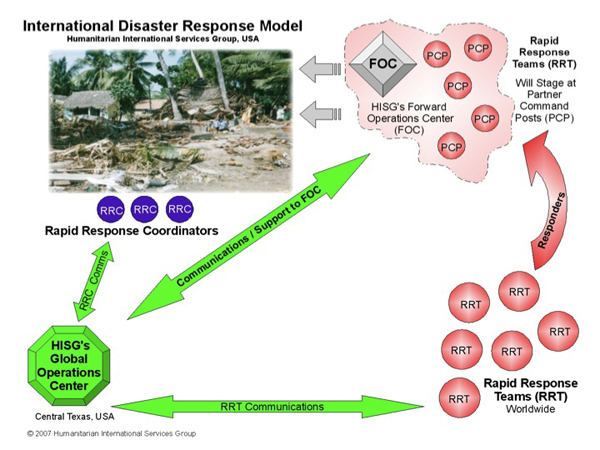 International Disaster Response Model
Humanitarian International Services Group, USA
FOC
HISG's Forward
Operations Center
(FOC)
PCP
PCP
PCP
PCP
PCP
Rapid
Response
Teams (RRT)
Will Stage at
Partner
Command
Posts (PCP)
RRC
RRC
RRC
Rapid Response Coordinators
Communications / Support to FOC
Responders
RRC Comms
HISG's
Global
Operations
Center
Central Texas, USA
RRT Communications
RRT
RRT
RRT
RRT
RRT
RRT
Rapid Response
Teams (RRT)
Worldwide
© 2007 Humanitarian International Services Group